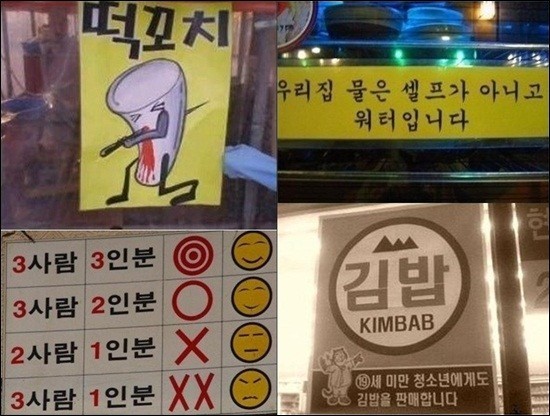 떡꼬치
우리집 물은 셀프가 아니고
워터입니다
3사람 3인분 ◎
3사람 2인분 ○
2사람 1인분 X
3사람 1인분 XX
김밥
KIMBAB
⑲세 미만 청소년에게도
김밥을 판매합니다